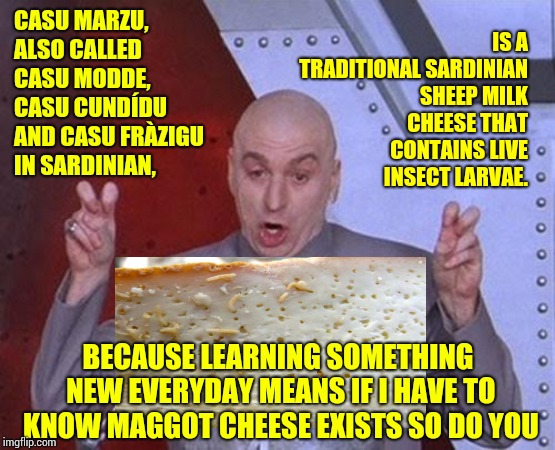 CASU MARZU,
ALSO CALLED
CASU MODDE,
CASU CUNDÍDU
AND CASU FRÀZIGU
IN SARDINIAN,
IS A
TRADITIONAL SARDINIAN
SHEEP MILK
CHEESE THAT
CONTAINS LIVE
INSECT LARVAE.
BECAUSE LEARNING SOMETHING
NEW EVERYDAY MEANS IF I HAVE TO
KNOW MAGGOT CHEESE EXISTS SO DO YOU
imgflip.com